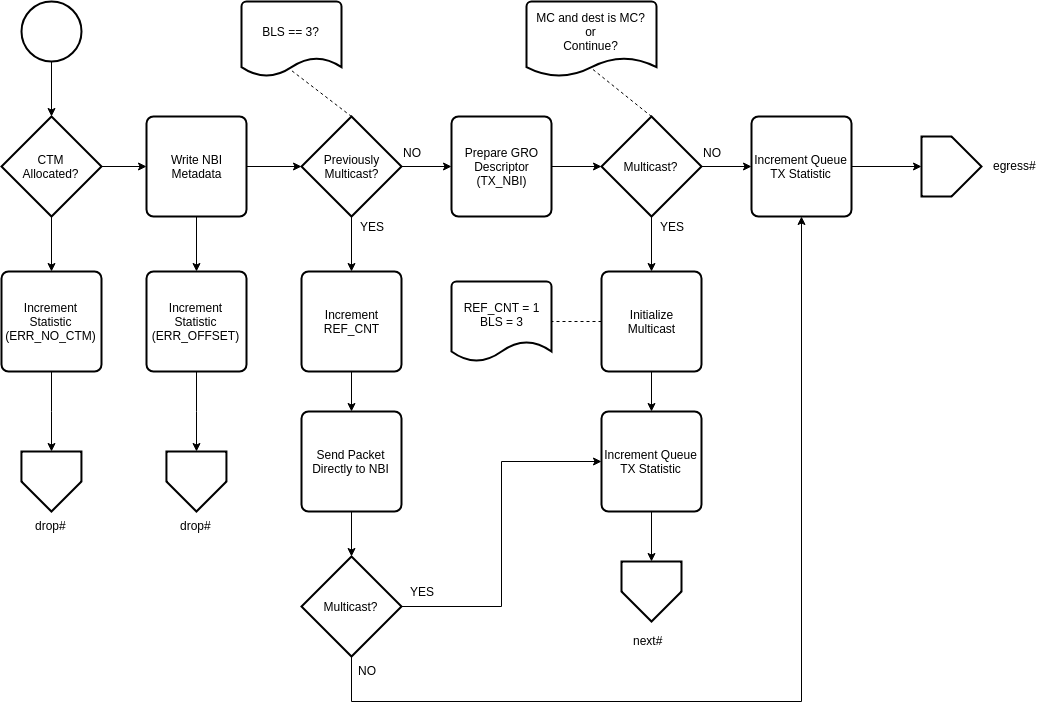 BLS == 3?
MC and dest is MC?
or
Continue?
CTM
Allocated?
Write NBI
Metadata
Previously
Multicast?
NO
Prepare GRO
Descriptor
(TX_NBI)
Multicast?
NO
Increment Queue
TX Statistic
egress#
YES
YES
Increment
Statistic
(ERR_NO_CTM)
Increment
Statistic
(ERR_OFFSET)
Increment
REF_CNT
REF_CNT = 1
BLS = 3
Initialize
Multicast
Send Packet
Directly to NBI
Increment Queue
TX Statistic
drop#
drop#
Multicast?
YES
next#
NO